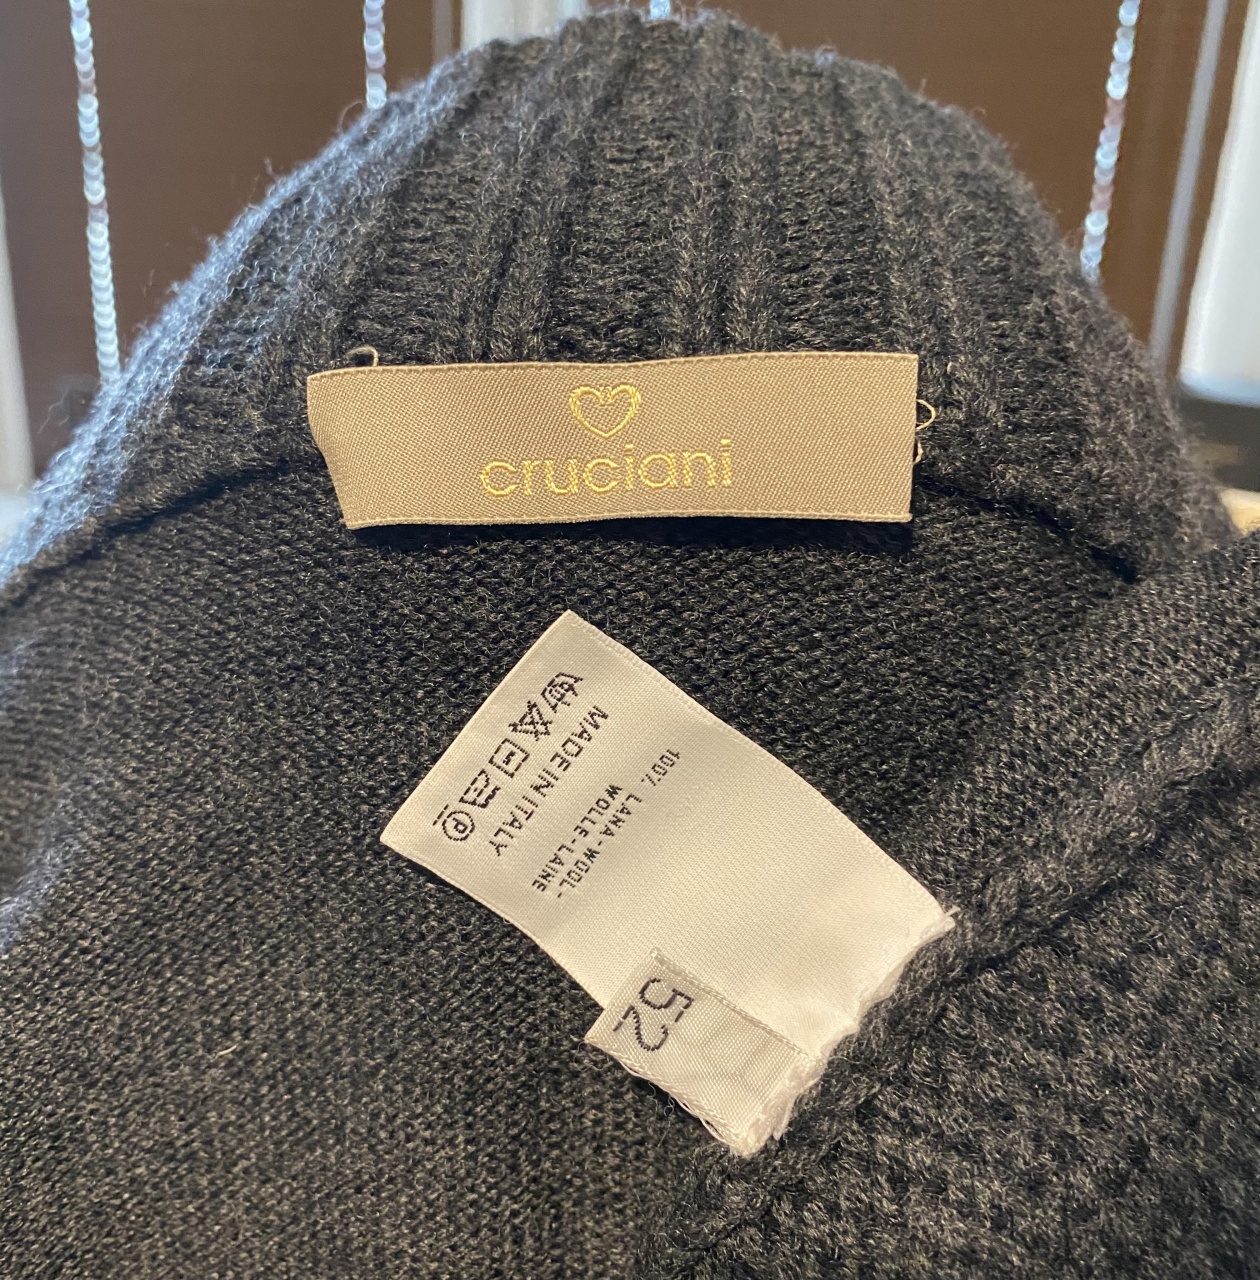 cruciani
100% LANA-WOOL-
WOLLE-LAINE
MADE IN ITALY
P
52